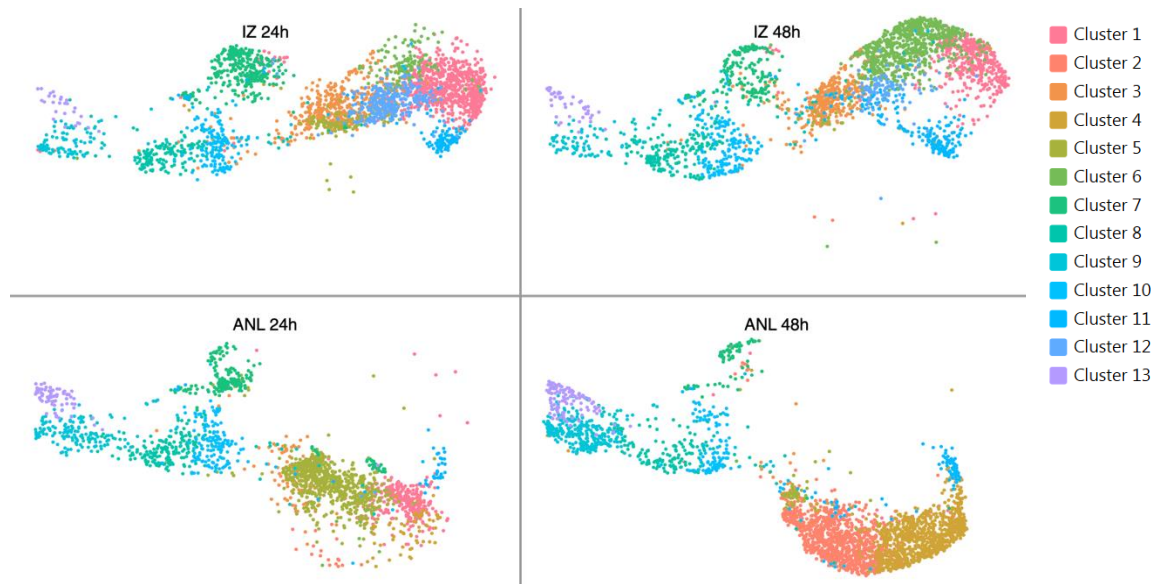 IZ 24h
IZ 48h
ANL 24h
ANL 48h
Cluster 1
Cluster 2
Cluster 3
Cluster 4
Cluster 5
Cluster 6
Cluster 7
Cluster 8
Cluster 9
Cluster 10
Cluster 11
Cluster 12
Cluster 13